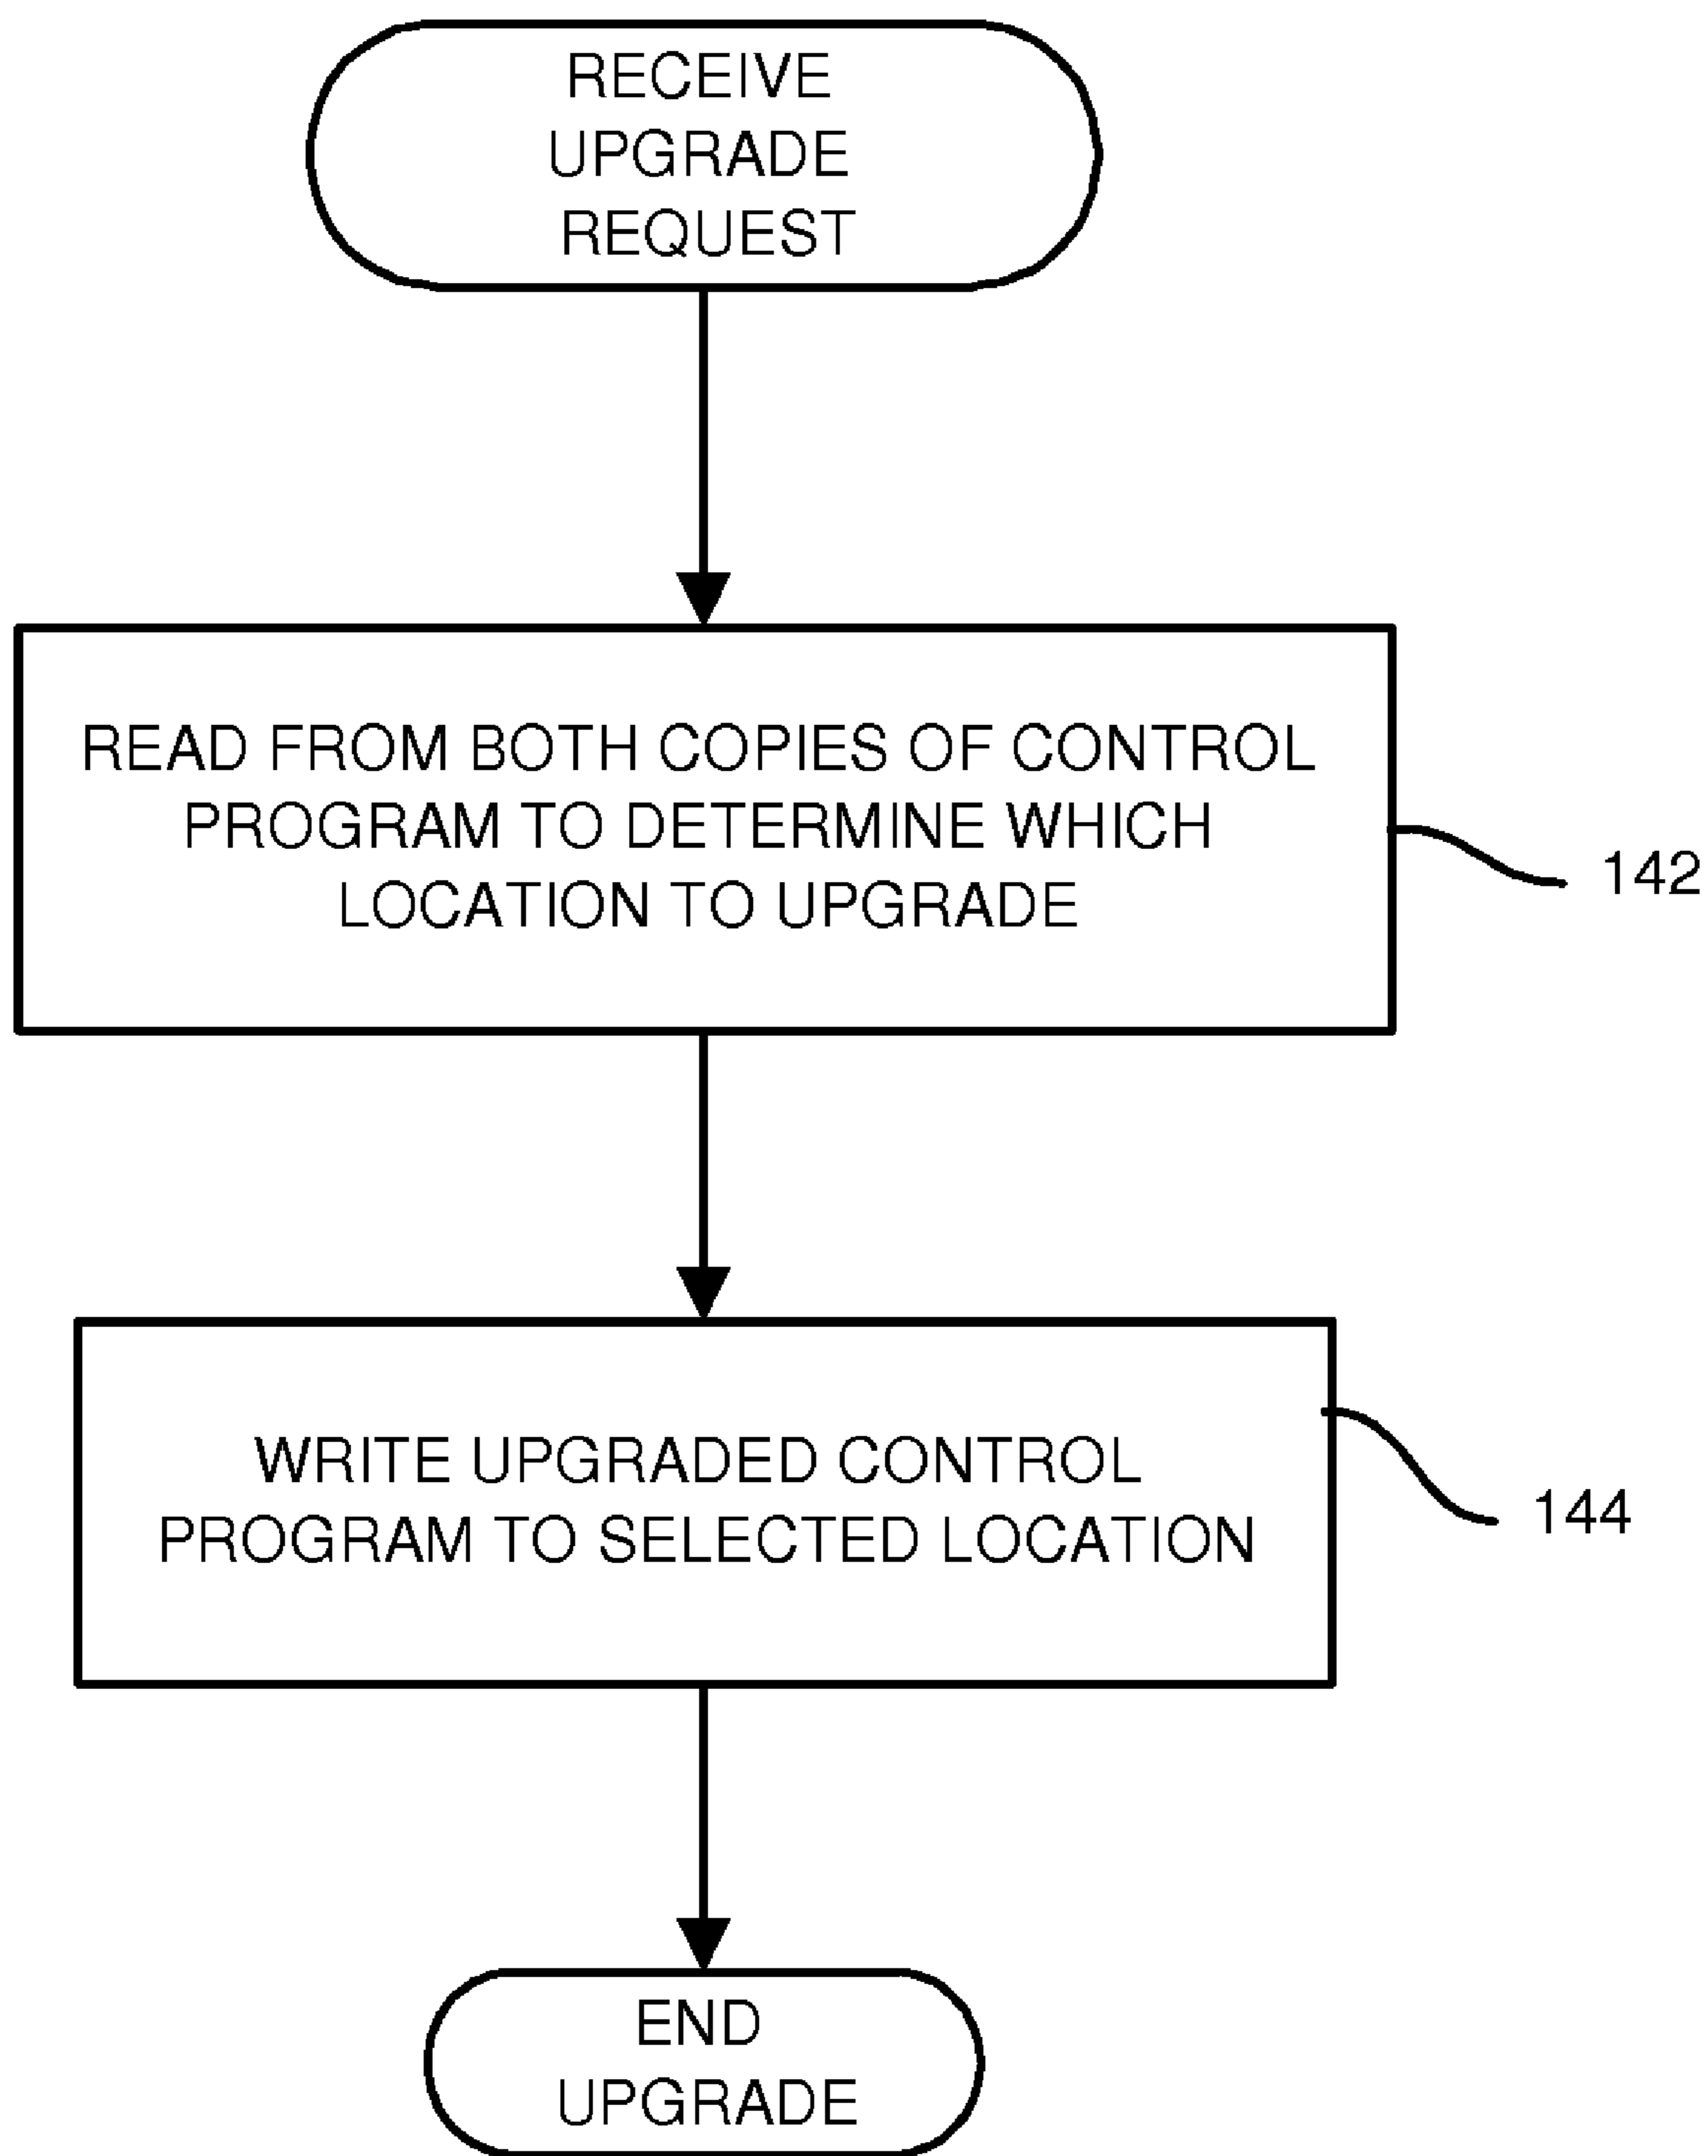 RECEIVE
UPGRADE
REQUEST
READ FROM BOTH COPIES OF CONTROL
PROGRAM TO DETERMINE WHICH
LOCATION TO UPGRADE
142
WRITE UPGRADED CONTROL
PROGRAM TO SELECTED LOCATION
144
END
UPGRADE